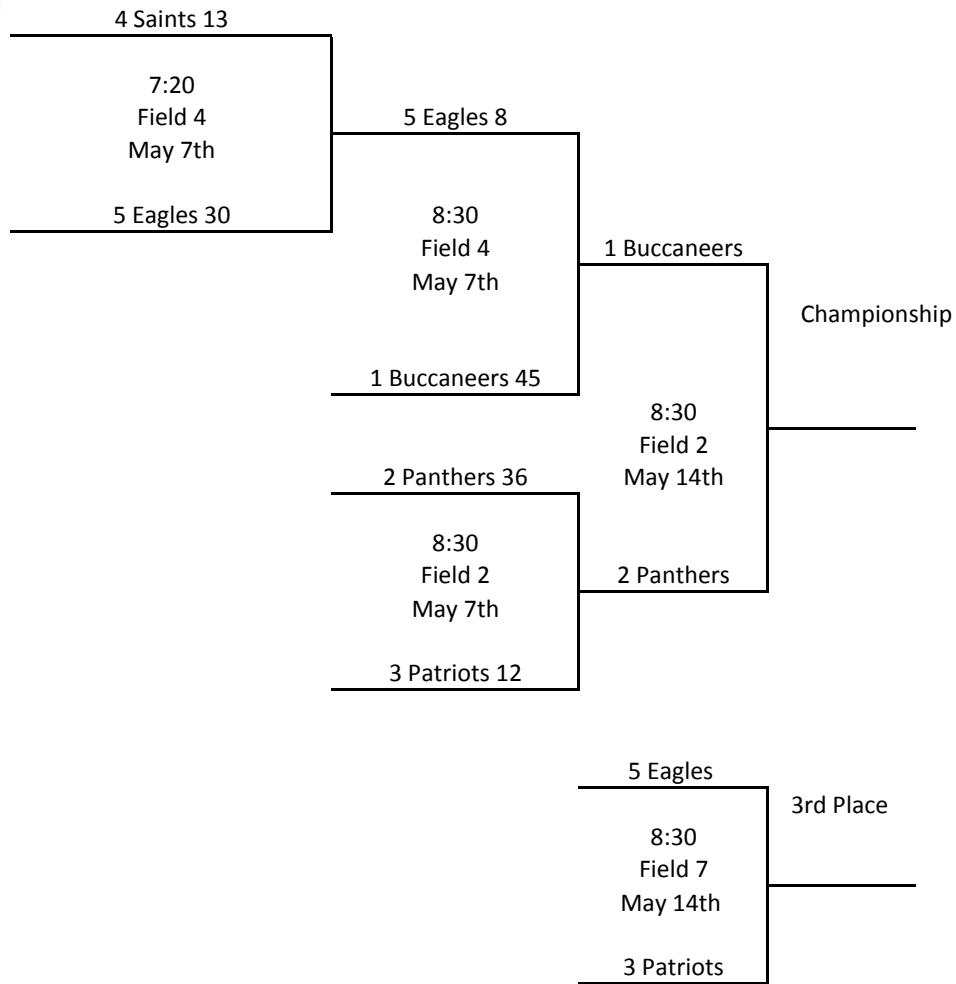 4 Saints 13
7:20
Field 4
May 7th
5 Eagles 30
5 Eagles 8
8:30
Field 4
May 7th
1 Buccaneers 45
1 Buccaneers
Championship
8:30
Field 2
May 14th
2 Panthers 36
8:30
Field 2
May 7th
3 Patriots 12
2 Panthers
5 Eagles
3rd Place
8:30
Field 7
May 14th
3 Patriots